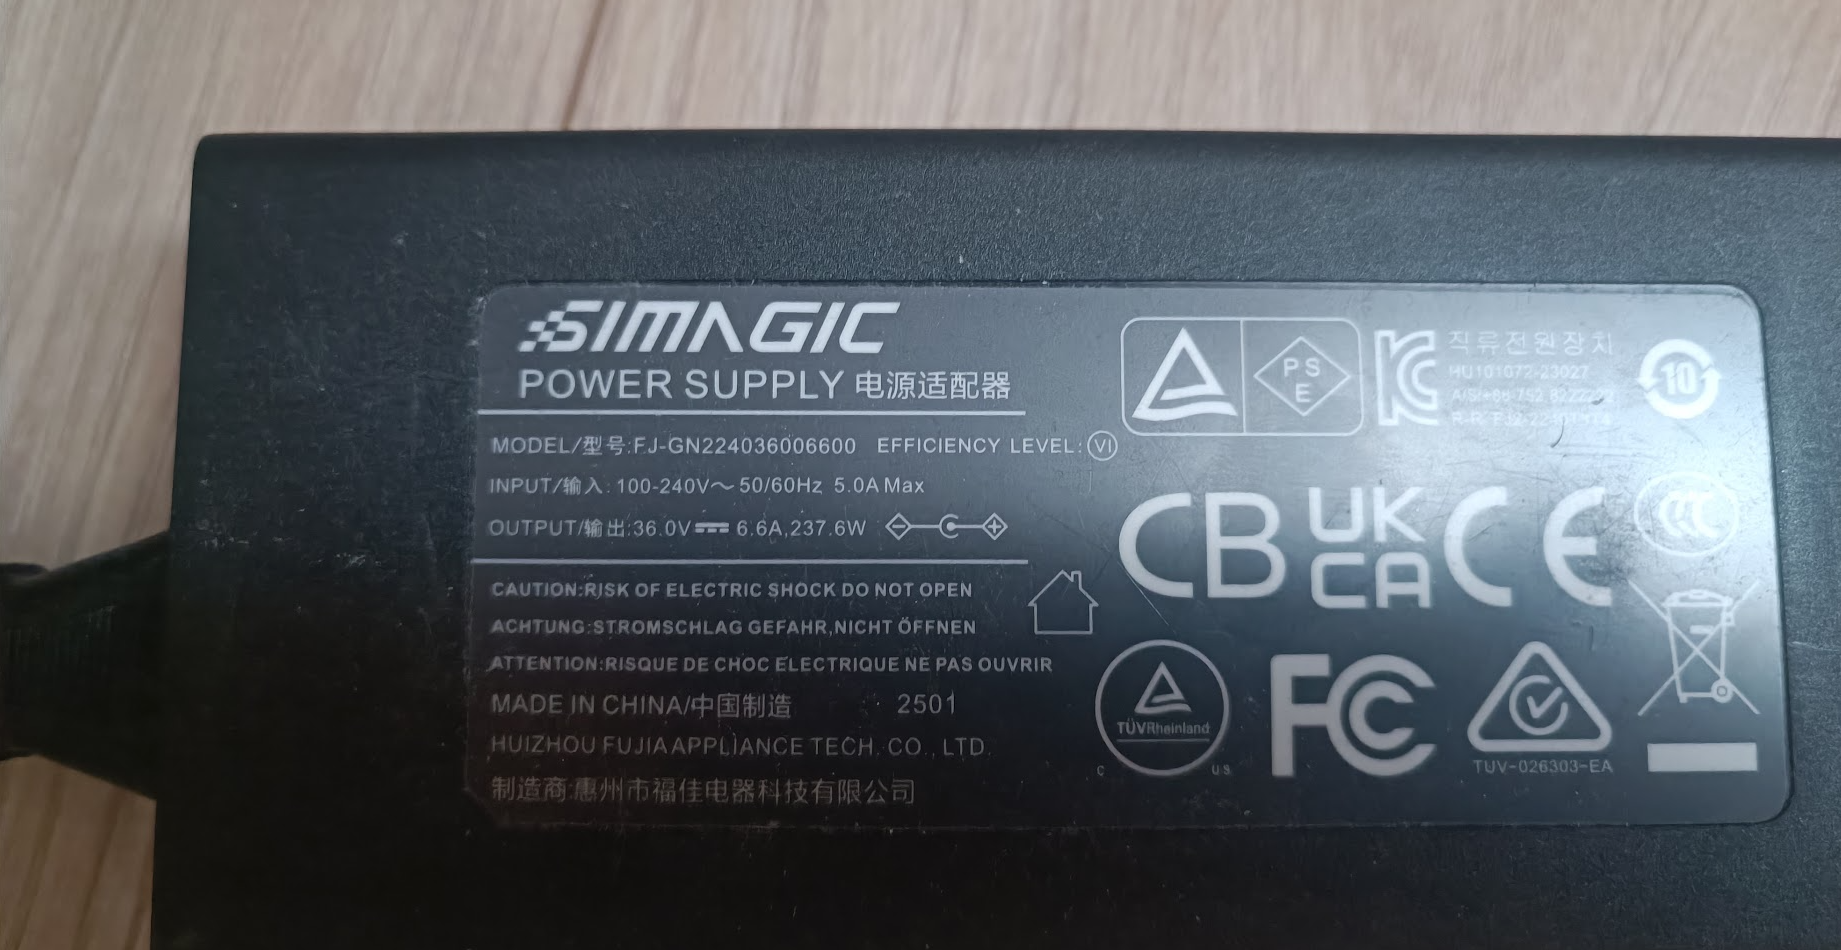 SIMAGIC
POWER SUPPLY 电源适配器
MODEL/型号:FJ-GN224036006600 EFFICIENCY LEVEL: VI
INPUT/输入: 100-240V～ 50/60Hz 5.0A Max
OUTPUT/输出:36.0V⎓ 6.6A,237.6W
CAUTION:RISK OF ELECTRIC SHOCK DO NOT OPEN
ACHTUNG:STROMSCHLAG GEFAHR,NICHT ÖFFNEN
ATTENTION:RISQUE DE CHOC ELECTRIQUE NE PAS OUVRIR
MADE IN CHINA/中国制造 2501
HUIZHOU FUJIA APPLIANCE TECH. CO., LTD.
制造商:惠州市福佳电器科技有限公司
PS
E
KC
직류전원장치
HU101072-23027
10
CB
UK
CA
CE
CCC
TÜVRheinland
C US
FC
TUV-026303-EA